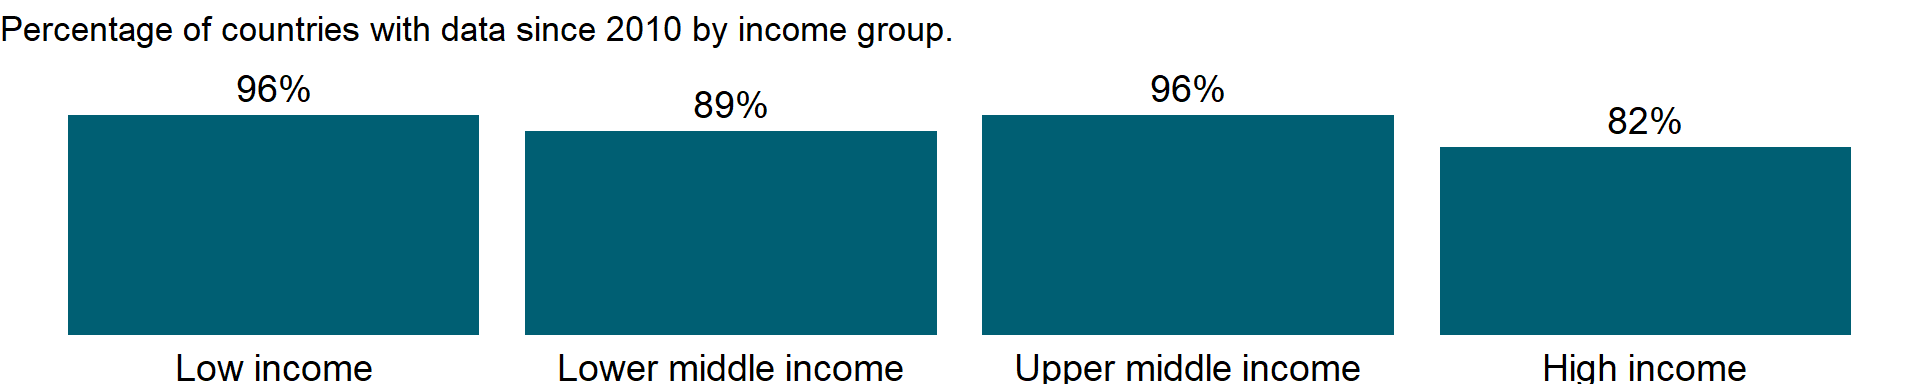 Percentage of countries with data since 2010 by income group.
96%
89%
96%
82%
Low income
Lower middle income
Upper middle income
High income